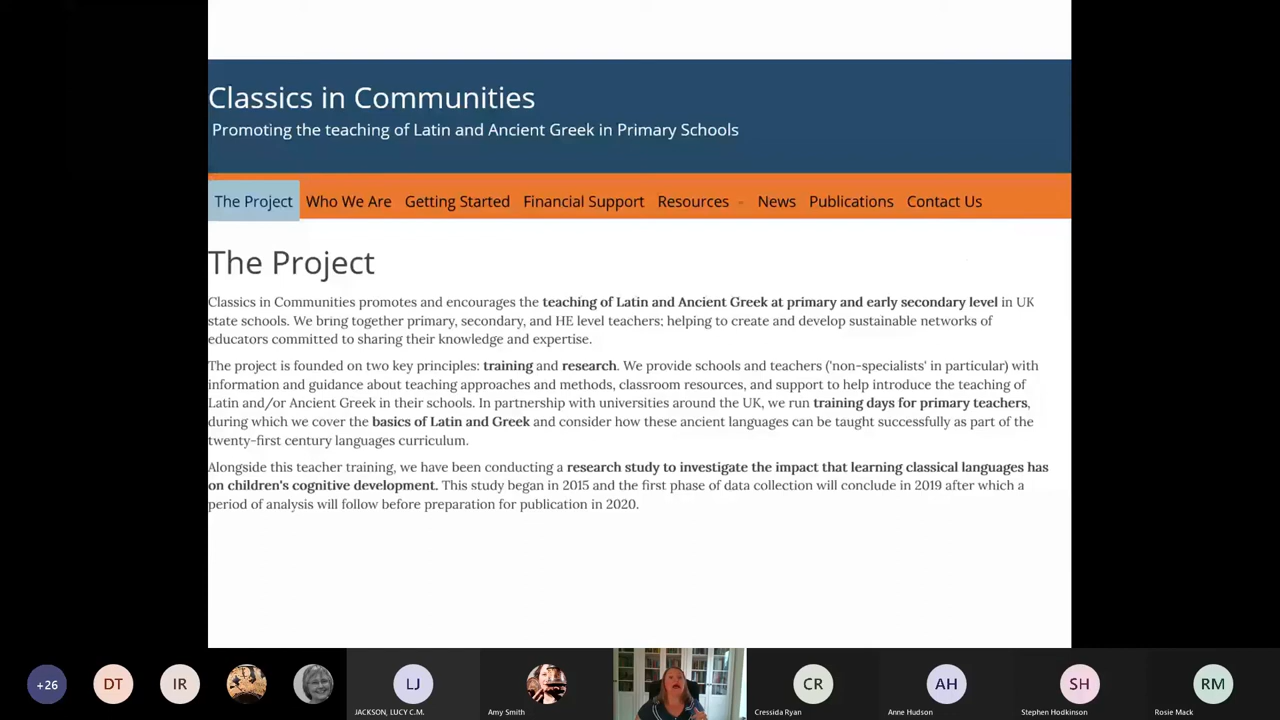 Classics in Communities
Promoting the teaching of Latin and Ancient Greek in Primary Schools
The Project Who We Are Getting Started Financial Support Resources News Publications Contact Us
The Project
Classics in Communities promotes and encourages the teaching of Latin and Ancient Greek at primary and early secondary level in UK
state schools. We bring together primary, secondary, and HE level teachers; helping to create and develop sustainable networks of
educators committed to sharing their knowledge and expertise.
The project is founded on two key principles: training and research. We provide schools and teachers ('non-specialists' in particular) with
information and guidance about teaching approaches and methods, classroom resources, and support to help introduce the teaching of
Latin and/or Ancient Greek in their schools. In partnership with universities around the UK, we run training days for primary teachers,
during which we cover the basics of Latin and Greek and consider how these ancient languages can be taught successfully as part of the
twenty-first century languages curriculum.
Alongside this teacher training, we have been conducting a research study to investigate the impact that learning classical languages has
on children's cognitive development. This study began in 2015 and the first phase of data collection will conclude in 2019 after which a
period of analysis will follow before preparation for publication in 2020.
+26 DT IR LJ CR AH SH RM
JACKSON, LUCY C.M. Amy Smith Cressida Ryan Anne Hudson Stephen Hodkinson Rosie Mack